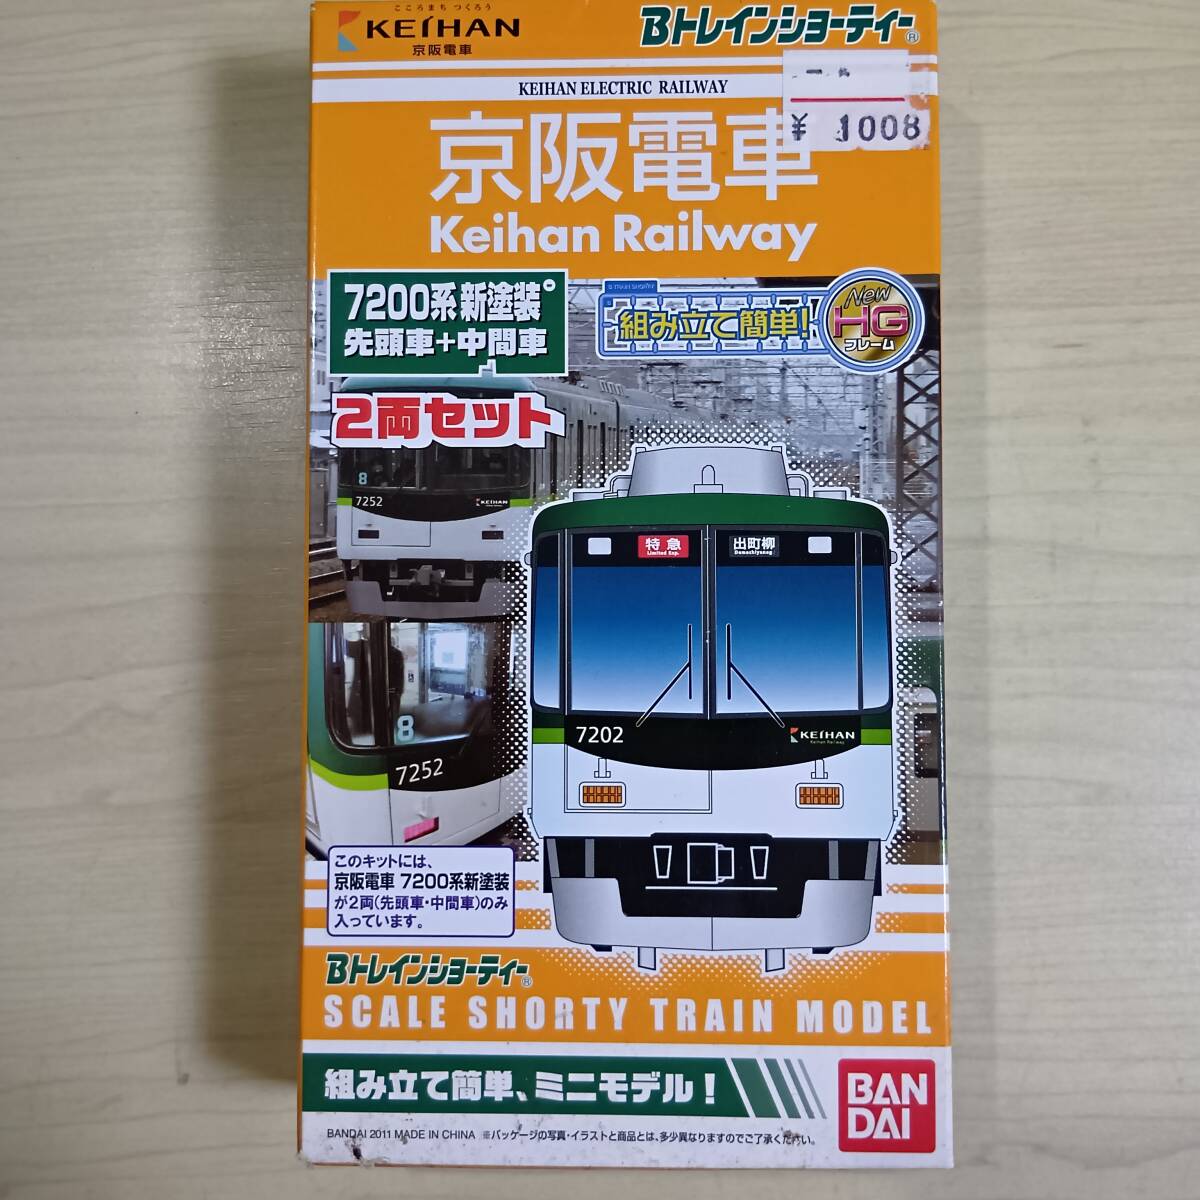 こころまち つくろう
KEIHAN
京阪電車
Bトレインショーティー®
KEIHAN ELECTRIC RAILWAY
¥ 1008
京阪電車
Keihan Railway
7200系 新塗装
先頭車+中間車
2両セット
B TRAIN SHORTY
組み立て簡単!
New
HG
フレーム
8
7252
KEIHAN
特急
Limited Exp.
出町柳
Demachiyanagi
8
7252
7202
KEIHAN
Keihan Railway
このキットには、
京阪電車 7200系新塗装
が2両(先頭車・中間車)のみ
入っています。
Bトレインショーティー®
SCALE SHORTY TRAIN MODEL
組み立て簡単、ミニモデル!
BAN
DAI
BANDAI 2011 MADE IN CHINA ※パッケージの写真・イラストと商品とは、多少異なりますのでご了承ください。